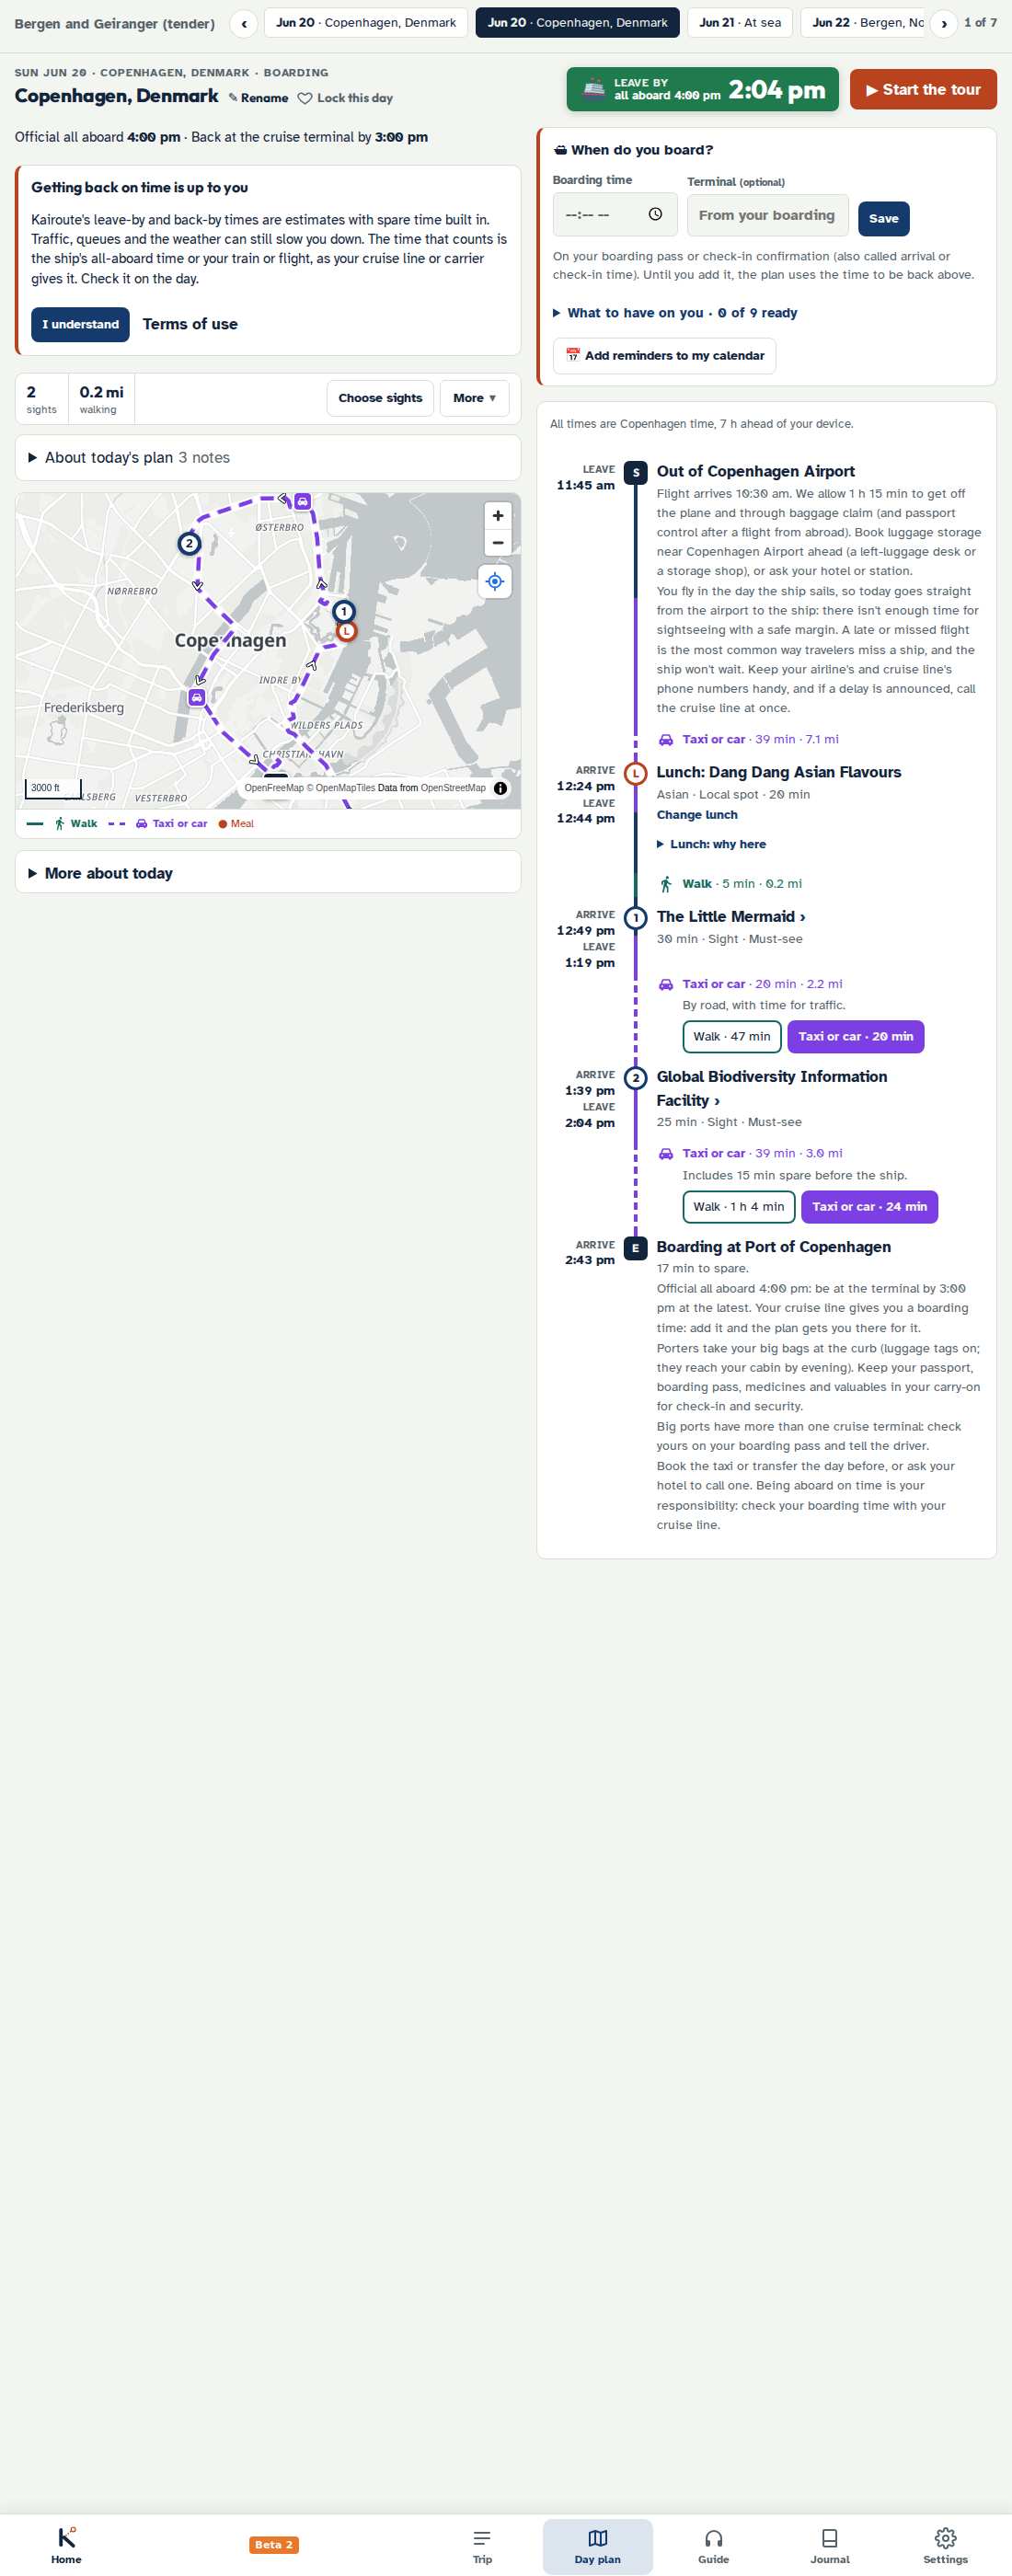 Bergen and Geiranger (tender)
‹
Jun 20 · Copenhagen, Denmark
Jun 20 · Copenhagen, Denmark
Jun 21 · At sea
Jun 22 · Bergen, No
›
1 of 7
SUN JUN 20 · COPENHAGEN, DENMARK · BOARDING
Copenhagen, Denmark
✎ Rename
Lock this day
LEAVE BY
all aboard 4:00 pm
2:04 pm
▶ Start the tour
Official all aboard 4:00 pm · Back at the cruise terminal by 3:00 pm
Getting back on time is up to you
Kairoute's leave-by and back-by times are estimates with spare time built in.
Traffic, queues and the weather can still slow you down. The time that counts is
the ship's all-aboard time or your train or flight, as your cruise line or carrier
gives it. Check it on the day.
I understand
Terms of use
2
sights
0.2 mi
walking
Choose sights
More ▼
▶ About today's plan 3 notes
ØSTERBRO
2
NØRREBRO
1
L
Copenhagen
INDRE BY
Frederiksberg
WILDERS PLADS
3000 ft
VESTERBRO
OpenFreeMap © OpenMapTiles Data from OpenStreetMap
+
−
Walk
Taxi or car
Meal
▶ More about today
When do you board?
Boarding time
--:-- --
Terminal (optional)
From your boarding
Save
On your boarding pass or check-in confirmation (also called arrival or
check-in time). Until you add it, the plan uses the time to be back above.
▶ What to have on you · 0 of 9 ready
Add reminders to my calendar
All times are Copenhagen time, 7 h ahead of your device.
LEAVE
11:45 am
S
Out of Copenhagen Airport
Flight arrives 10:30 am. We allow 1 h 15 min to get off
the plane and through baggage claim (and passport
control after a flight from abroad). Book luggage storage
near Copenhagen Airport ahead (a left-luggage desk or
a storage shop), or ask your hotel or station.
You fly in the day the ship sails, so today goes straight
from the airport to the ship: there isn't enough time for
sightseeing with a safe margin. A late or missed flight
is the most common way travelers miss a ship, and the
ship won't wait. Keep your airline's and cruise line's
phone numbers handy, and if a delay is announced, call
the cruise line at once.
Taxi or car · 39 min · 7.1 mi
ARRIVE
12:24 pm
LEAVE
12:44 pm
L
Lunch: Dang Dang Asian Flavours
Asian · Local spot · 20 min
Change lunch
▶ Lunch: why here
Walk · 5 min · 0.2 mi
ARRIVE
12:49 pm
LEAVE
1:19 pm
1
The Little Mermaid ›
30 min · Sight · Must-see
Taxi or car · 20 min · 2.2 mi
By road, with time for traffic.
Walk · 47 min
Taxi or car · 20 min
ARRIVE
1:39 pm
LEAVE
2:04 pm
2
Global Biodiversity Information
Facility ›
25 min · Sight · Must-see
Taxi or car · 39 min · 3.0 mi
Includes 15 min spare before the ship.
Walk · 1 h 4 min
Taxi or car · 24 min
ARRIVE
2:43 pm
E
Boarding at Port of Copenhagen
17 min to spare.
Official all aboard 4:00 pm: be at the terminal by 3:00
pm at the latest. Your cruise line gives you a boarding
time: add it and the plan gets you there for it.
Porters take your big bags at the curb (luggage tags on;
they reach your cabin by evening). Keep your passport,
boarding pass, medicines and valuables in your carry-on
for check-in and security.
Big ports have more than one cruise terminal: check
yours on your boarding pass and tell the driver.
Book the taxi or transfer the day before, or ask your
hotel to call one. Being aboard on time is your
responsibility: check your boarding time with your
cruise line.
Home
Beta 2
Trip
Day plan
Guide
Journal
Settings